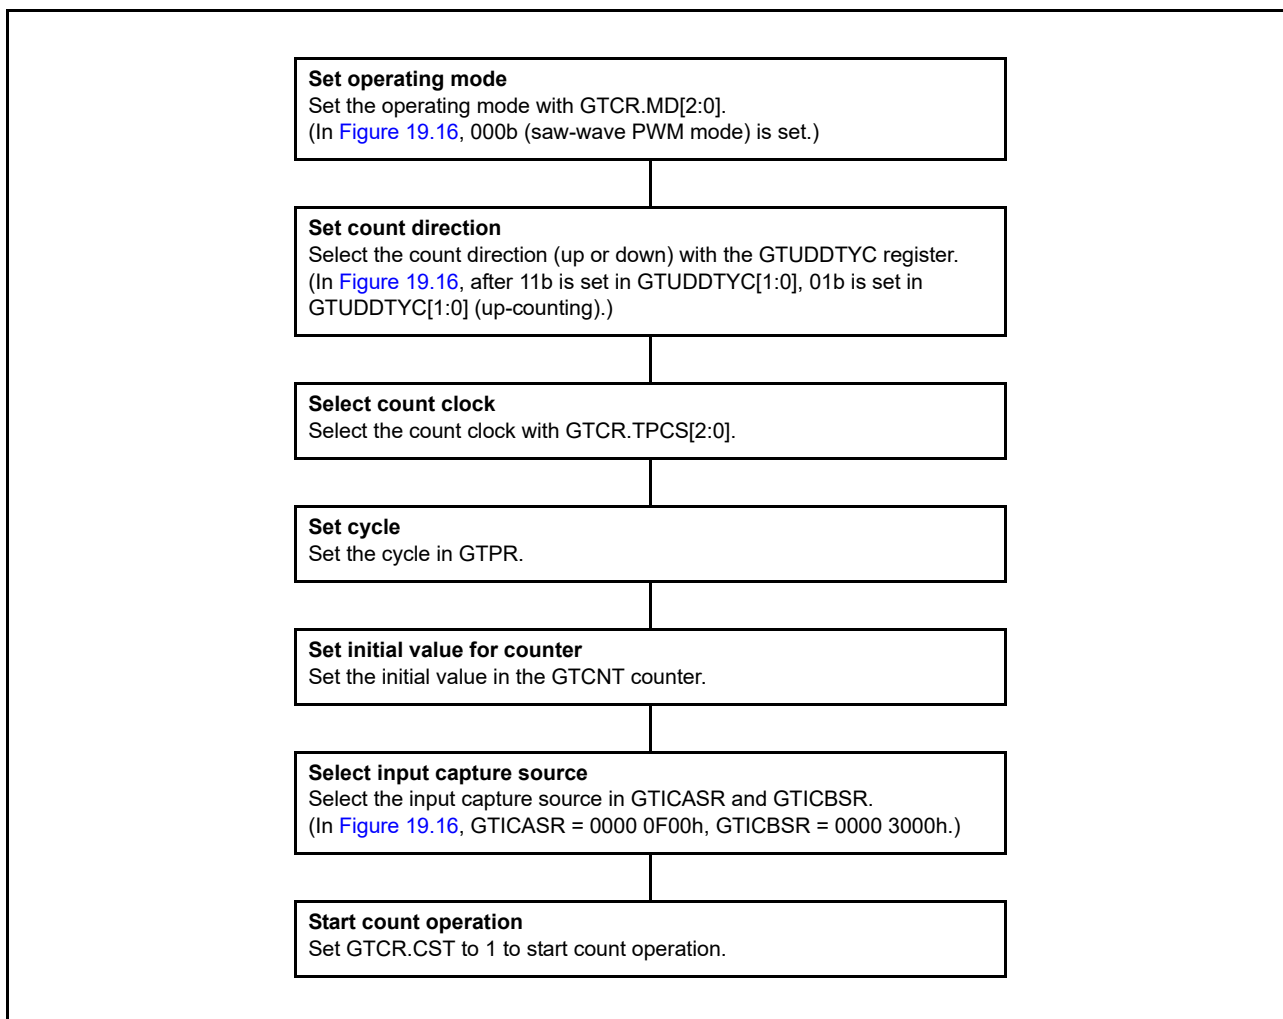 Set operating mode
Set the operating mode with GTCR.MD[2:0].
(In Figure 19.16, 000b (saw-wave PWM mode) is set.)
Set count direction
Select the count direction (up or down) with the GTUDDTYC register.
(In Figure 19.16, after 11b is set in GTUDDTYC[1:0], 01b is set in
GTUDDTYC[1:0] (up-counting).)
Select count clock
Select the count clock with GTCR.TPCS[2:0].
Set cycle
Set the cycle in GTPR.
Set initial value for counter
Set the initial value in the GTCNT counter.
Select input capture source
Select the input capture source in GTICASR and GTICBSR.
(In Figure 19.16, GTICASR = 0000 0F00h, GTICBSR = 0000 3000h.)
Start count operation
Set GTCR.CST to 1 to start count operation.